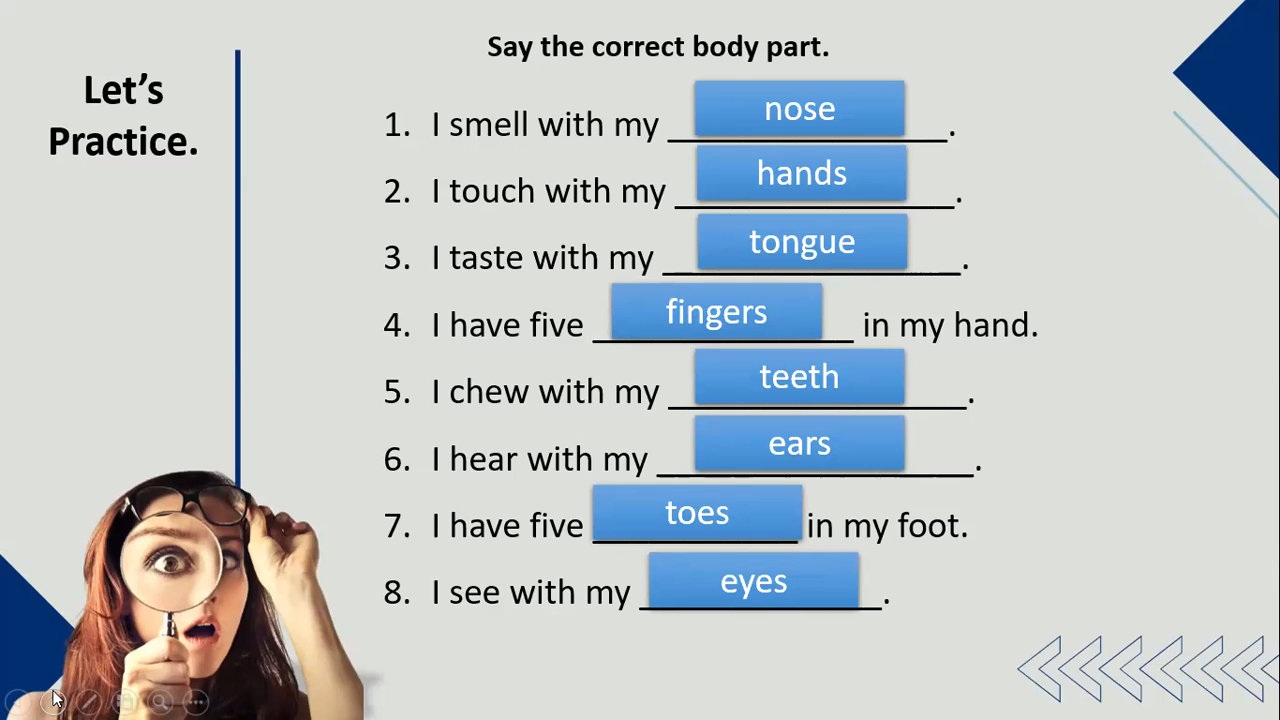 Say the correct body part.
Let's
Practice.
1. I smell with my nose.
2. I touch with my hands.
3. I taste with my tongue.
4. I have five fingers in my hand.
5. I chew with my teeth.
6. I hear with my ears.
7. I have five toes in my foot.
8. I see with my eyes.